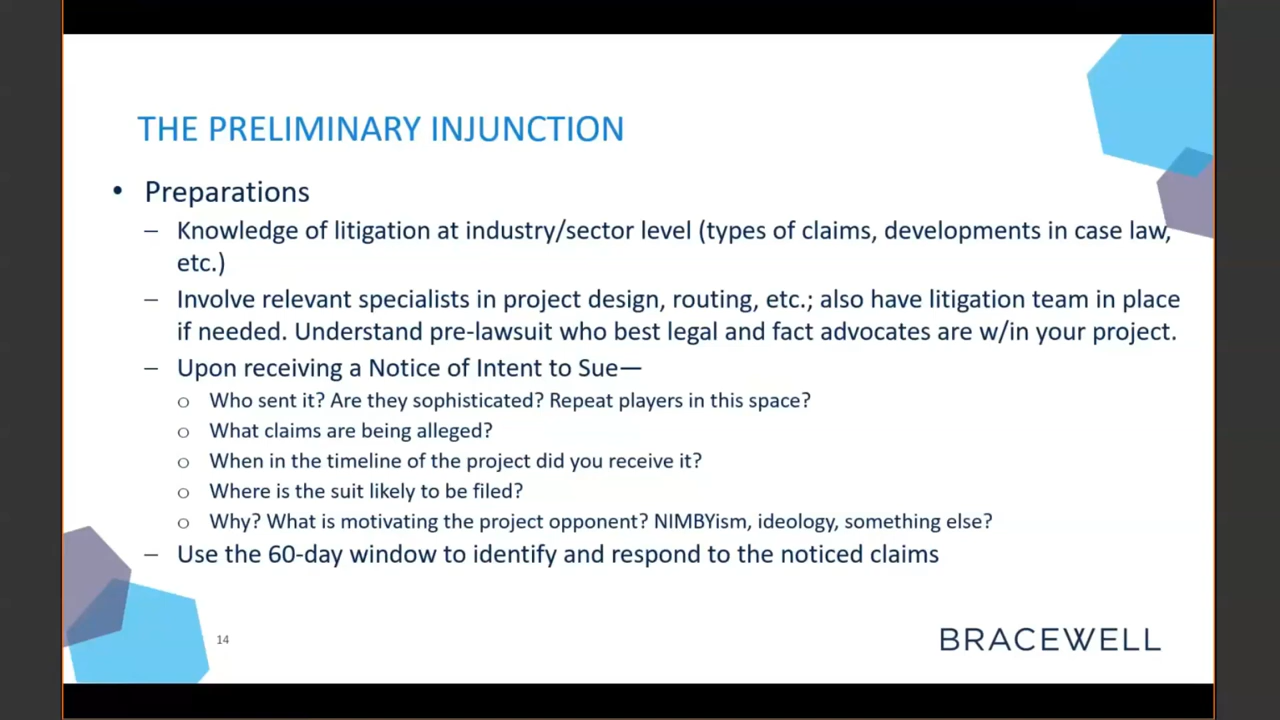 THE PRELIMINARY INJUNCTION
• Preparations
– Knowledge of litigation at industry/sector level (types of claims, developments in case law,
etc.)
– Involve relevant specialists in project design, routing, etc.; also have litigation team in place
if needed. Understand pre-lawsuit who best legal and fact advocates are w/in your project.
– Upon receiving a Notice of Intent to Sue—
o Who sent it? Are they sophisticated? Repeat players in this space?
o What claims are being alleged?
o When in the timeline of the project did you receive it?
o Where is the suit likely to be filed?
o Why? What is motivating the project opponent? NIMBYism, ideology, something else?
– Use the 60-day window to identify and respond to the noticed claims
14
BRACEWELL